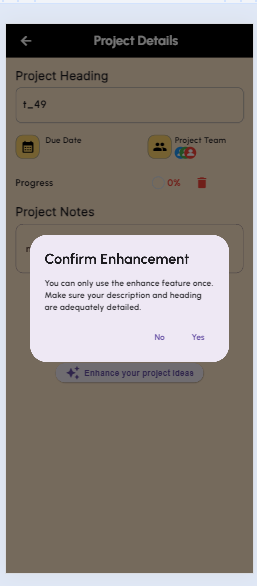 Project Details
Project Heading
t_49
Due Date
Project Team
Progress
0%
Project Notes
Confirm Enhancement
You can only use the enhance feature once.
Make sure your description and heading
are adequately detailed.
No
Yes
Enhance your project ideas